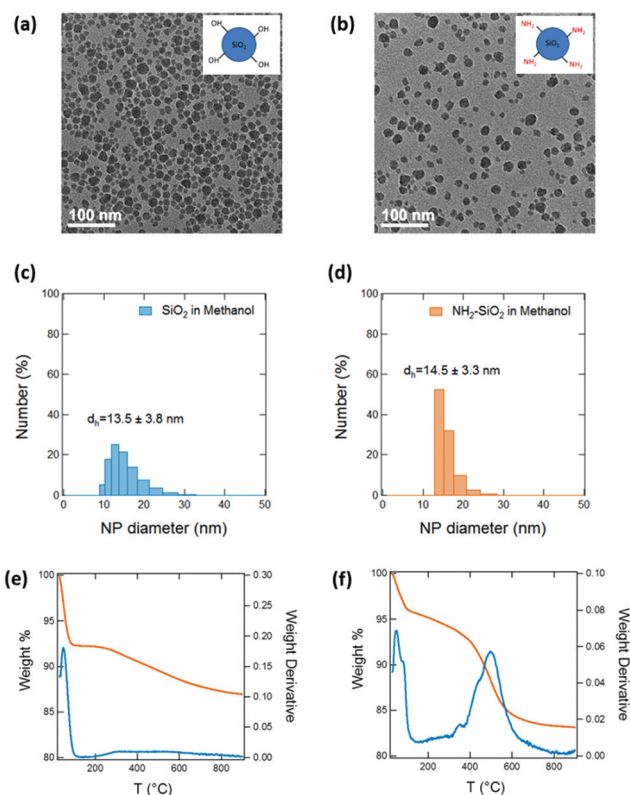 (a)
OH
OH
SiO₂
OH
OH
100 nm
(b)
NH₂
NH₂
SiO₂
NH₂
NH₂
100 nm
(c)
100
80
60
40
20
0
Number (%)
SiO₂ in Methanol
dₕ=13.5 ± 3.8 nm
0 10 20 30 40 50
NP diameter (nm)
(d)
100
80
60
40
20
0
Number (%)
NH₂-SiO₂ in Methanol
dₕ=14.5 ± 3.3 nm
0 10 20 30 40 50
NP diameter (nm)
(e)
100
95
90
85
80
Weight %
0.30
0.25
0.20
0.15
0.10
0.05
0.00
Weight Derivative
200 400 600 800
T (°C)
(f)
100
95
90
85
80
Weight %
0.10
0.08
0.06
0.04
0.02
0.00
Weight Derivative
200 400 600 800
T (°C)